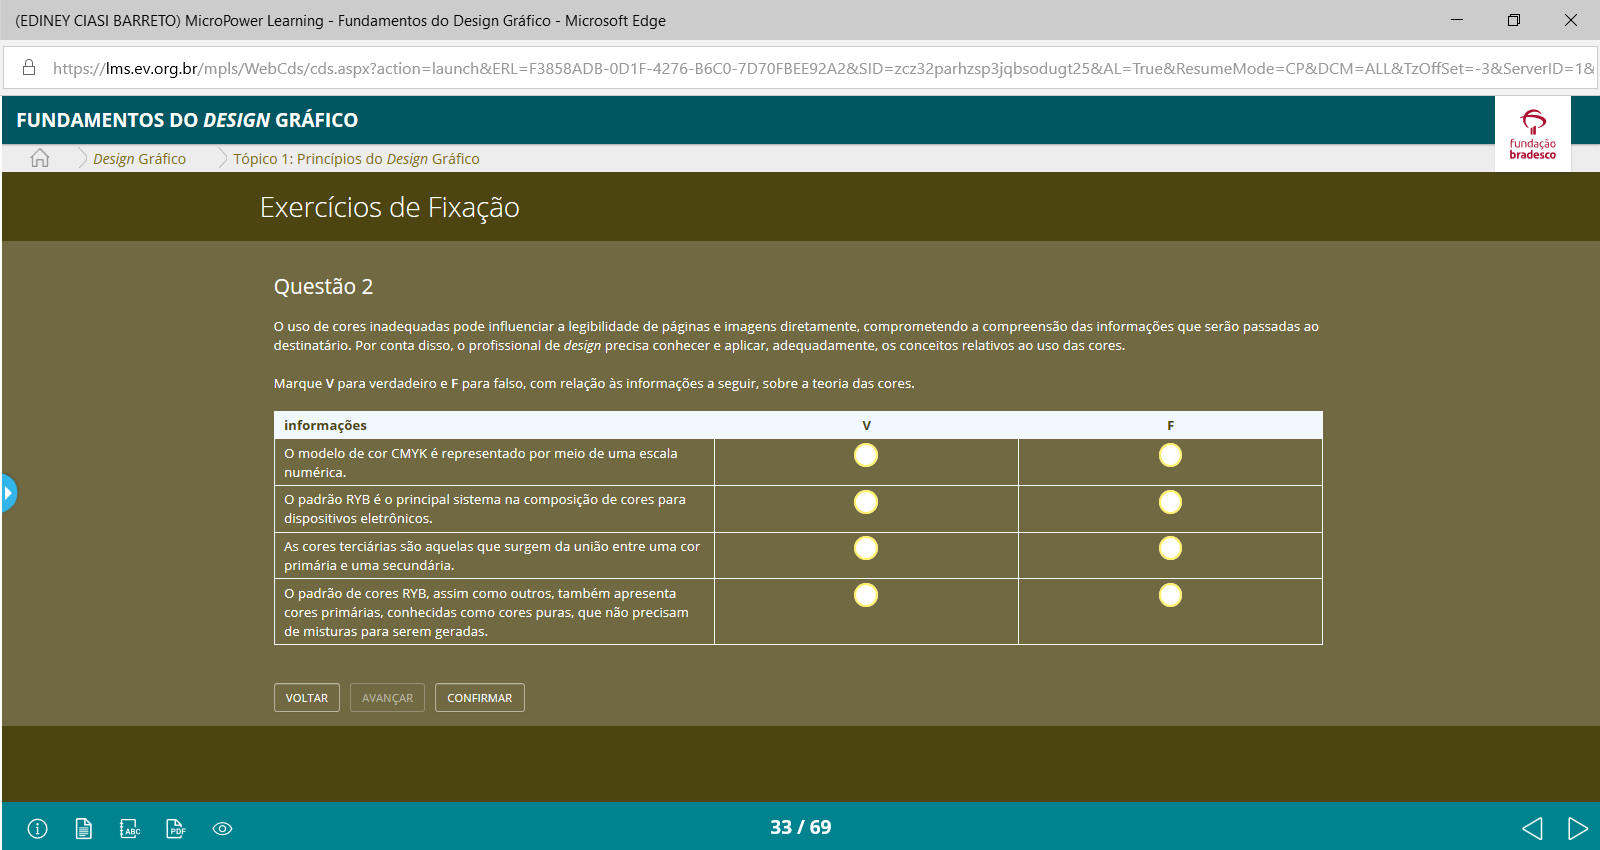 (EDINEY CIASI BARRETO) MicroPower Learning - Fundamentos do Design Gráfico - Microsoft Edge
https://lms.ev.org.br/mpls/WebCds/cds.aspx?action=launch&ERL=F3858ADB-0D1F-4276-B6C0-7D70FBEE92A2&SID=zcz32parhzsp3jqbsodugt25&AL=True&ResumeMode=CP&DCM=ALL&TzOffSet=-3&ServerID=1&
FUNDAMENTOS DO DESIGN GRÁFICO
fundação
bradesco
Design Gráfico
Tópico 1: Princípios do Design Gráfico
Exercícios de Fixação
Questão 2
O uso de cores inadequadas pode influenciar a legibilidade de páginas e imagens diretamente, comprometendo a compreensão das informações que serão passadas ao
destinatário. Por conta disso, o profissional de design precisa conhecer e aplicar, adequadamente, os conceitos relativos ao uso das cores.
Marque V para verdadeiro e F para falso, com relação às informações a seguir, sobre a teoria das cores.
informações V F
O modelo de cor CMYK é representado por meio de uma escala
numérica.
O padrão RYB é o principal sistema na composição de cores para
dispositivos eletrônicos.
As cores terciárias são aquelas que surgem da união entre uma cor
primária e uma secundária.
O padrão de cores RYB, assim como outros, também apresenta
cores primárias, conhecidas como cores puras, que não precisam
de misturas para serem geradas.
VOLTAR AVANÇAR CONFIRMAR
ABC
PDF
33 / 69